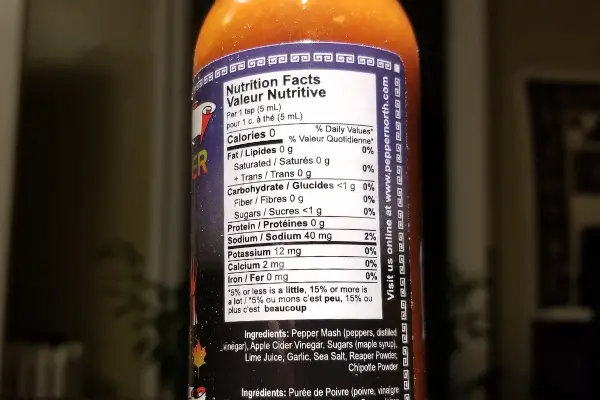 Nutrition Facts
Valeur Nutritive
Per 1 tsp (5 mL)
pour 1 c. à thé (5 mL)
Calories 0
% Daily Values*
% Valeur Quotidienne*
Fat / Lipides 0 g 0%
Saturated / Saturés 0 g
+ Trans / Trans 0 g 0%
Carbohydrate / Glucides <1 g 0%
Fiber / Fibres 0 g 0%
Sugars / Sucres <1 g 0%
Protein / Protéines 0 g
Sodium / Sodium 40 mg 2%
Potassium 12 mg 0%
Calcium 2 mg 0%
Iron / Fer 0 mg 0%
*5% or less is a little, 15% or more is
a lot / *5% ou mons c'est peu, 15% ou
plus c'est beaucoup
Ingredients: Pepper Mash (peppers, distilled
vinegar), Apple Cider Vinegar, Sugars (maple syrup),
Lime Juice, Garlic, Sea Salt, Reaper Powder,
Chipotle Powder
Ingrédients: Purée de Poivre (poivre, vinaigre
Visit us online at www.peppernorth.com
ER